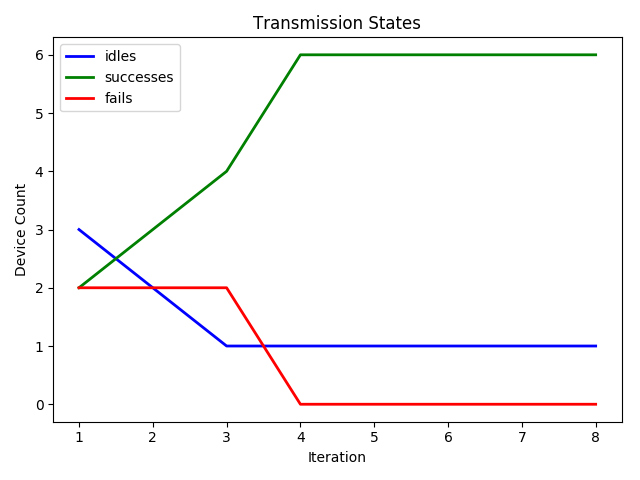 Transmission States
idles
successes
fails
Device Count
6
5
4
3
2
1
0
1 2 3 4 5 6 7 8
Iteration